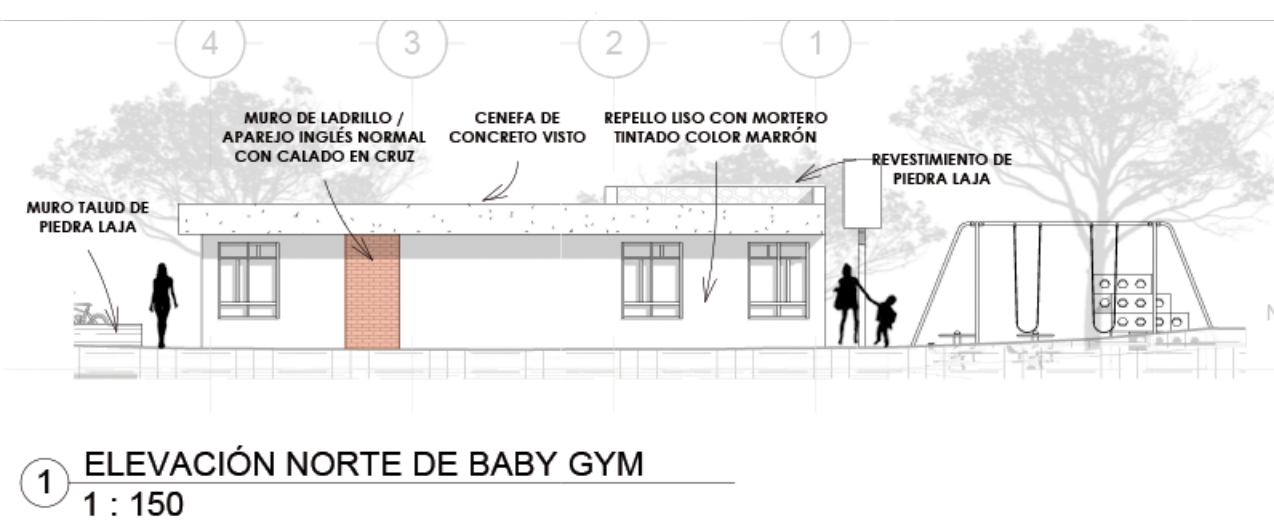 4
3
2
1
MURO DE LADRILLO /
APAREJO INGLÉS NORMAL
CON CALADO EN CRUZ
CENEFA DE
CONCRETO VISTO
REPELLO LISO CON MORTERO
TINTADO COLOR MARRÓN
REVESTIMIENTO DE
PIEDRA LAJA
MURO TALUD DE
PIEDRA LAJA
N
1
ELEVACIÓN NORTE DE BABY GYM
1 : 150